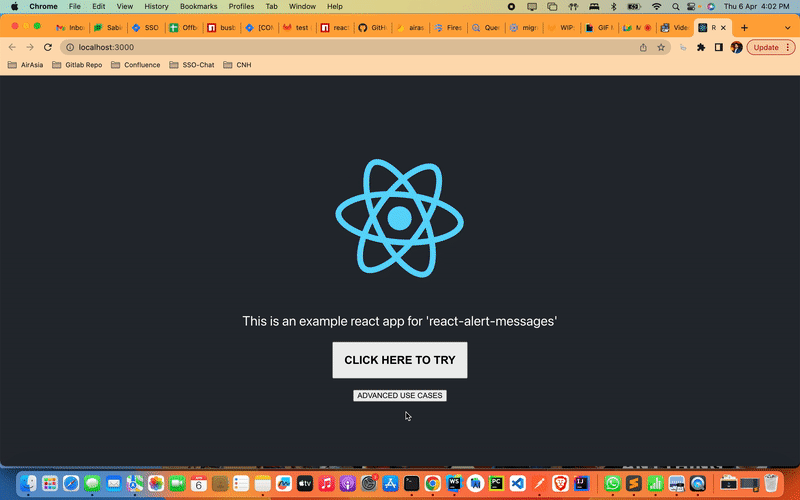 Chrome File Edit View History Bookmarks Profiles Tab Window Help Thu 6 Apr 4:02 PM
Inbo Sabi SSD Offb bust [CO react test react GitH airas Fires Que migr WIP GIF M M Vide R
localhost:3000 Update
AirAsia Gitlab Repo Confluence SSO-Chat CNH
This is an example react app for 'react-alert-messages'
CLICK HERE TO TRY
ADVANCED USE CASES